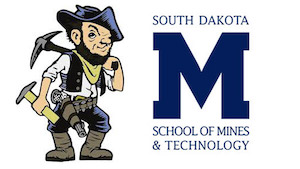 SOUTH DAKOTA
M
SCHOOL OF MINES
& TECHNOLOGY